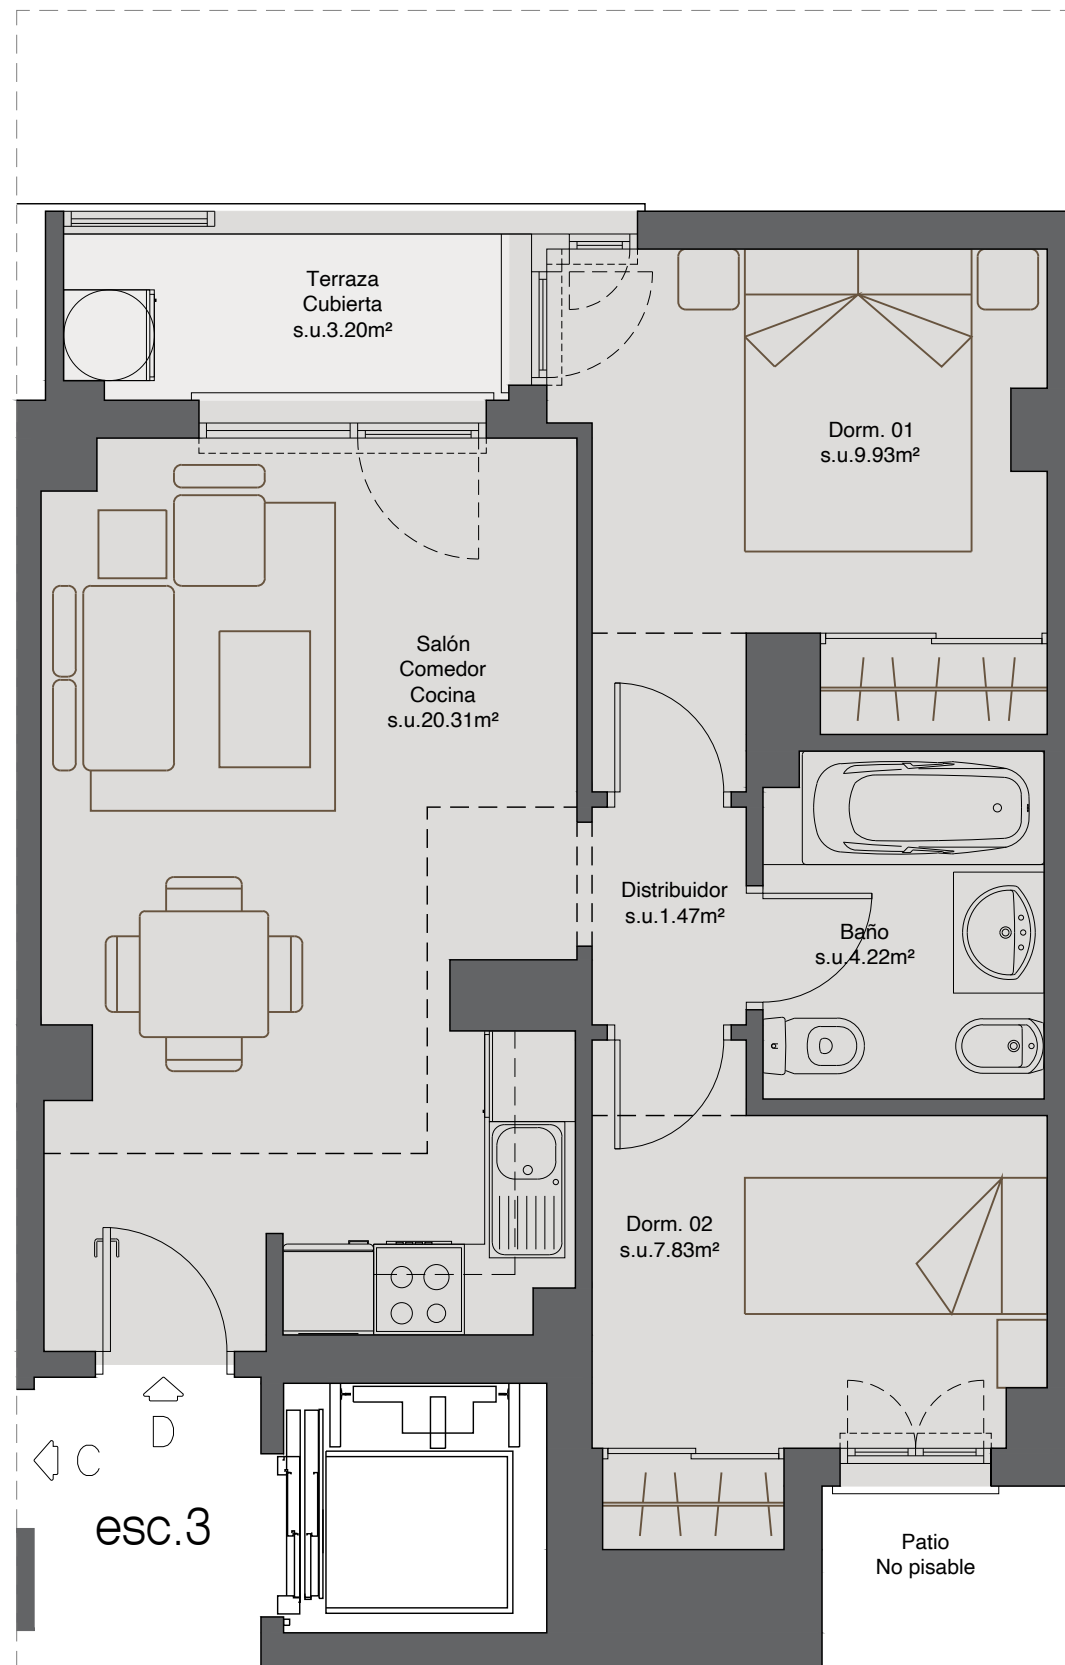 Terraza
Cubierta
s.u.3.20m²
Dorm. 01
s.u.9.93m²
Salón
Comedor
Cocina
s.u.20.31m²
Distribuidor
s.u.1.47m²
Baño
s.u.4.22m²
Dorm. 02
s.u.7.83m²
D
C
esc.3
Patio
No pisable